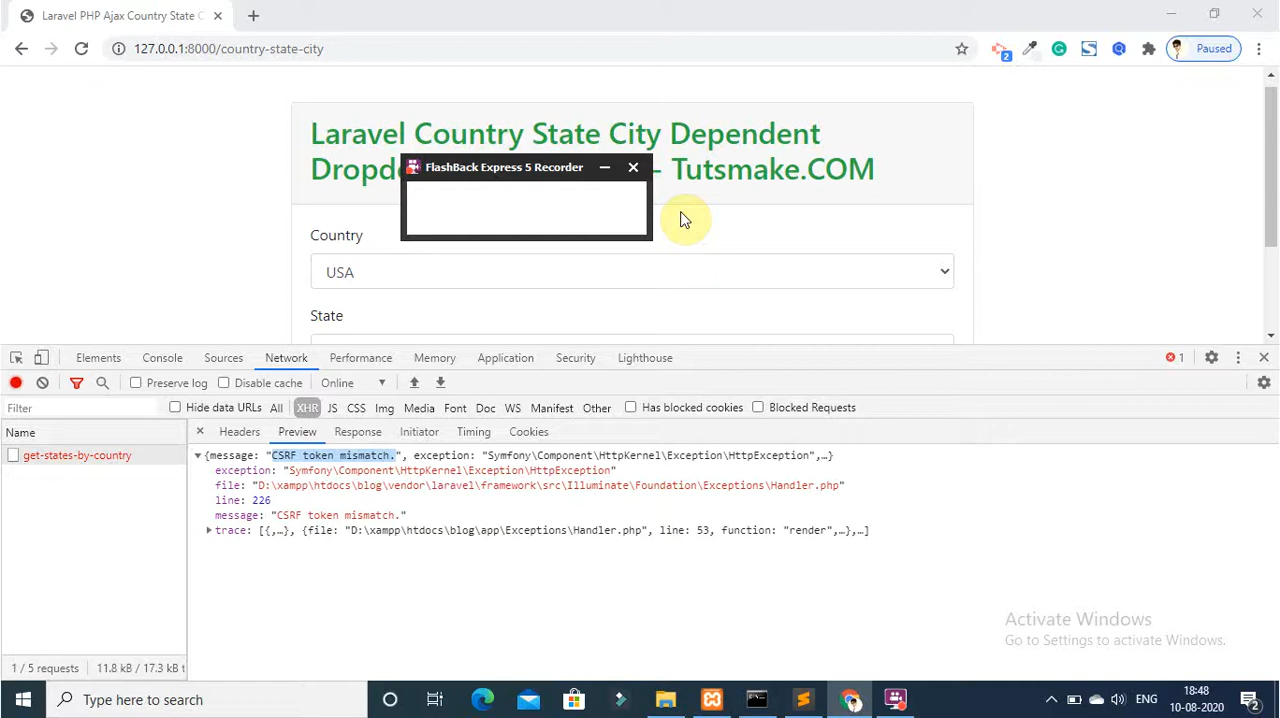 Laravel PHP Ajax Country State C
127.0.0.1:8000/country-state-city
2
Paused
Laravel Country State City Dependent
Dropd - Tutsmake.COM
FlashBack Express 5 Recorder
Country
USA
State
Elements Console Sources Network Performance Memory Application Security Lighthouse 1
Preserve log Disable cache Online
Filter Hide data URLs All XHR JS CSS Img Media Font Doc WS Manifest Other Has blocked cookies Blocked Requests
Name Headers Preview Response Initiator Timing Cookies
get-states-by-country
{message: "CSRF token mismatch.", exception: "Symfony\Component\HttpKernel\Exception\HttpException",…}
exception: "Symfony\Component\HttpKernel\Exception\HttpException"
file: "D:\xampp\htdocs\blog\vendor\laravel\framework\src\Illuminate\Foundation\Exceptions\Handler.php"
line: 226
message: "CSRF token mismatch."
trace: [{,…}, {file: "D:\xampp\htdocs\blog\app\Exceptions\Handler.php", line: 53, function: "render",…},…]
Activate Windows
Go to Settings to activate Windows.
1 / 5 requests 11.8 kB / 17.3 kB t
Type here to search
ENG
18:48
10-08-2020
2